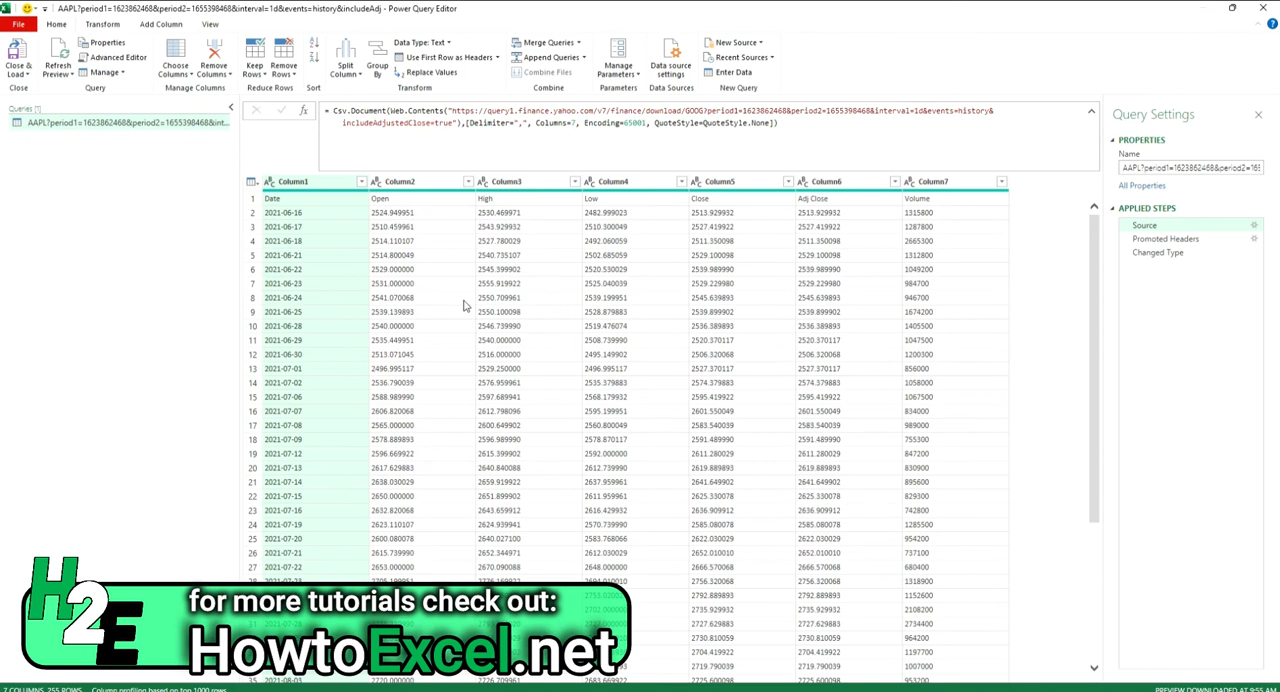 AAPL?period1=1623862468&period2=1655398468&interval=1d&events=history&includeAdj - Power Query Editor
File Home Transform Add Column View
Close & Load
Refresh Preview
Properties
Advanced Editor
Manage
Choose Columns
Remove Columns
Keep Rows
Remove Rows
Split Column
Group By
Data Type: Text
Use First Row as Headers
Replace Values
Merge Queries
Append Queries
Combine Files
Manage Parameters
Data source settings
New Source
Recent Sources
Enter Data
Close Query Manage Columns Reduce Rows Sort Transform Combine Parameters Data Sources New Query
Queries [1]
AAPL?period1=1623862468&period2=1655398468&int...
= Csv.Document(Web.Contents("https://query1.finance.yahoo.com/v7/finance/download/GOOG?period1=1623862468&period2=1655398468&interval=1d&events=history&
includeAdjustedClose=true"),[Delimiter=",", Columns=7, Encoding=65001, QuoteStyle=QuoteStyle.None])
Column1 Column2 Column3 Column4 Column5 Column6 Column7
1 Date Open High Low Close Adj Close Volume
2 2021-06-16 2524.949951 2530.469971 2482.999023 2513.929932 2513.929932 1315800
3 2021-06-17 2510.459961 2543.929932 2510.300049 2527.419922 2527.419922 1287800
4 2021-06-18 2514.110107 2527.780029 2492.060059 2511.350098 2511.350098 2665300
5 2021-06-21 2514.800049 2540.735107 2502.685059 2529.100098 2529.100098 1312800
6 2021-06-22 2529.000000 2545.399902 2520.530029 2539.989990 2539.989990 1049200
7 2021-06-23 2531.000000 2555.919922 2525.040039 2529.229980 2529.229980 984700
8 2021-06-24 2541.070068 2550.709961 2539.199951 2545.639893 2545.639893 946700
9 2021-06-25 2539.139893 2550.100098 2528.879883 2539.899902 2539.899902 1674200
10 2021-06-28 2540.000000 2546.739990 2519.476074 2536.389893 2536.389893 1405500
11 2021-06-29 2535.449951 2540.000000 2508.739990 2520.370117 2520.370117 1047500
12 2021-06-30 2513.071045 2516.000000 2495.149902 2506.320068 2506.320068 1200300
13 2021-07-01 2496.995117 2529.250000 2496.995117 2527.370117 2527.370117 856000
14 2021-07-02 2536.790039 2576.959961 2535.379883 2574.379883 2574.379883 1058000
15 2021-07-06 2588.989990 2597.689941 2568.179932 2595.419922 2595.419922 1067500
16 2021-07-07 2606.820068 2612.798096 2595.199951 2601.550049 2601.550049 834000
17 2021-07-08 2565.000000 2600.649902 2560.800049 2583.540039 2583.540039 989000
18 2021-07-09 2578.889893 2596.989990 2578.870117 2591.489990 2591.489990 755300
19 2021-07-12 2596.669922 2615.399902 2592.000000 2611.280029 2611.280029 847200
20 2021-07-13 2617.629883 2640.840088 2612.739990 2619.889893 2619.889893 830900
21 2021-07-14 2638.030029 2659.919922 2637.959961 2641.649902 2641.649902 895600
22 2021-07-15 2650.000000 2651.899902 2611.959961 2625.330078 2625.330078 829300
23 2021-07-16 2632.820068 2643.659912 2616.429932 2636.909912 2636.909912 742800
24 2021-07-19 2623.110107 2624.939941 2570.739990 2585.080078 2585.080078 1285500
25 2021-07-20 2600.080078 2640.027100 2583.768066 2622.030029 2622.030029 954200
26 2021-07-21 2615.739990 2652.344971 2612.030029 2652.010010 2652.010010 737100
27 2021-07-22 2653.000000 2670.090088 2648.000000 2666.570068 2666.570068 680400
2756.320068 2756.320068 1318900
2792.889893 2792.889893 1152600
2735.929932 2735.929932 2108200
2727.629883 2727.629883 2734400
2730.810059 2730.810059 964200
2704.419922 2704.419922 1197700
2719.790039 2719.790039 1007000
2725.600098 2725.600098 953200
Query Settings
PROPERTIES
Name
AAPL?period1=1623862468&period2=165
All Properties
APPLIED STEPS
Source
Promoted Headers
Changed Type
H2E
for more tutorials check out:
HowtoExcel.net
7 COLUMNS, 255 ROWS Column profiling based on top 1000 rows
PREVIEW DOWNLOADED AT 9:55 AM